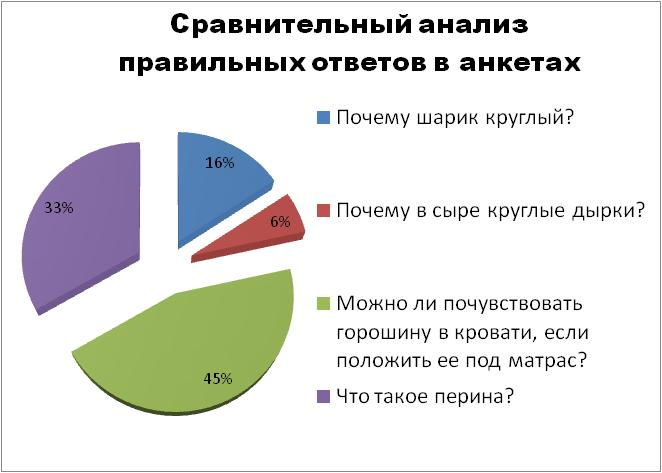 Сравнительный анализ
правильных ответов в анкетах
16%
6%
45%
33%
Почему шарик круглый?
Почему в сыре круглые дырки?
Можно ли почувствовать
горошину в кровати, если
положить ее под матрас?
Что такое перина?